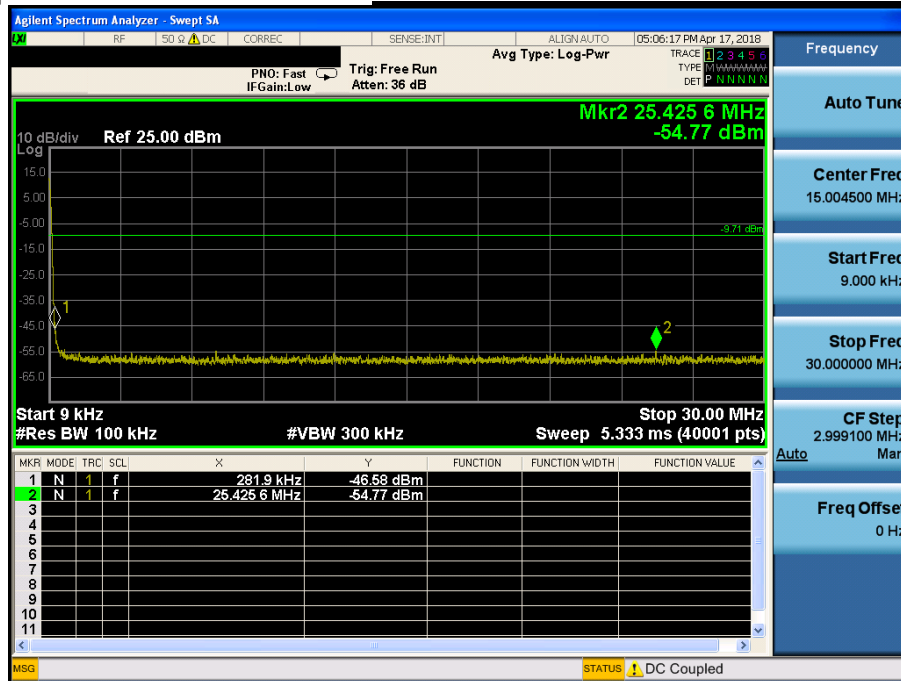 Agilent Spectrum Analyzer - Swept SA
LXI RF 50 Ω DC CORREC SENSE:INT ALIGN AUTO 05:06:17 PM Apr 17, 2018
Avg Type: Log-Pwr TRACE 1 2 3 4 5 6
PNO: Fast Trig: Free Run TYPE M WWWWW
IFGain:Low Atten: 36 dB DET P N N N N N
Mkr2 25.425 6 MHz
-54.77 dBm
10 dB/div Ref 25.00 dBm
Log
15.0
5.00
-5.00
-9.71 dBm
-15.0
-25.0
-35.0
1
-45.0
2
-55.0
-65.0
Start 9 kHz Stop 30.00 MHz
#Res BW 100 kHz #VBW 300 kHz Sweep 5.333 ms (40001 pts)
MKR MODE TRC SCL X Y FUNCTION FUNCTION WIDTH FUNCTION VALUE
1 N 1 f 281.9 kHz -46.58 dBm
2 N 1 f 25.425 6 MHz -54.77 dBm
3
4
5
6
7
8
9
10
11
MSG STATUS DC Coupled
Frequency
Auto Tune
Center Freq
15.004500 MHz
Start Freq
9.000 kHz
Stop Freq
30.000000 MHz
CF Step
2.999100 MHz
Auto Man
Freq Offset
0 Hz